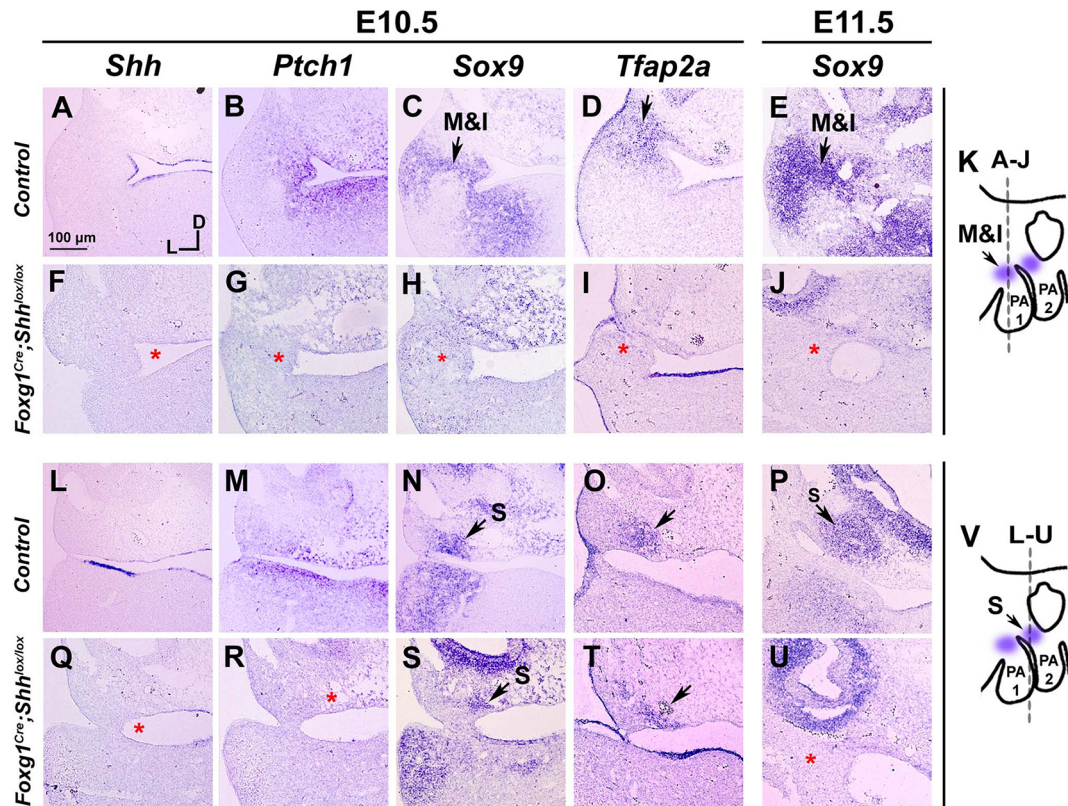 E10.5 E11.5
Shh Ptch1 Sox9 Tfap2a Sox9
Control
A B C D E
M&I M&I
K A-J
100 µm D L
M&I
PA 1 PA 2
Foxg1Cre;Shhlox/lox
F G H I J
* * * * *
Control
L M N O P
S S
V L-U
S
PA 1 PA 2
Foxg1Cre;Shhlox/lox
Q R S T U
S
* * *